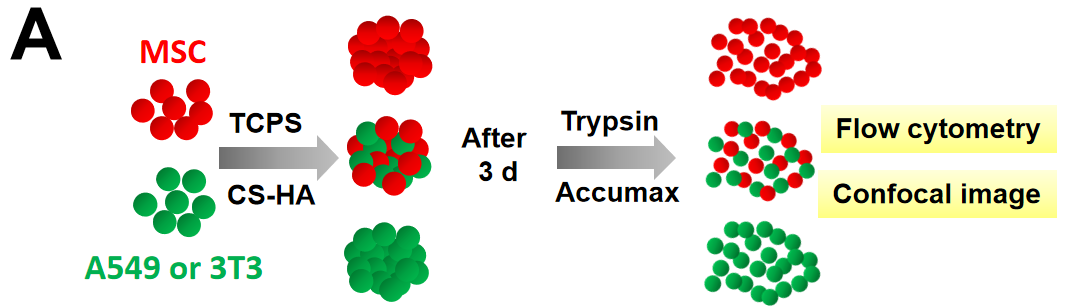 A
MSC
A549 or 3T3
TCPS
CS-HA
After
3 d
Trypsin
Accumax
Flow cytometry
Confocal image